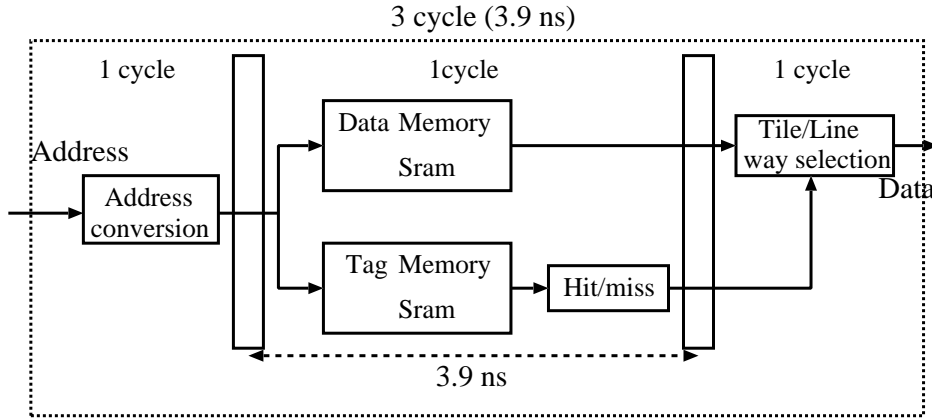 3 cycle (3.9 ns)
1 cycle
1cycle
1 cycle
Address
Address
conversion
Data Memory
Sram
Tag Memory
Sram
Hit/miss
Tile/Line
way selection
Data
3.9 ns